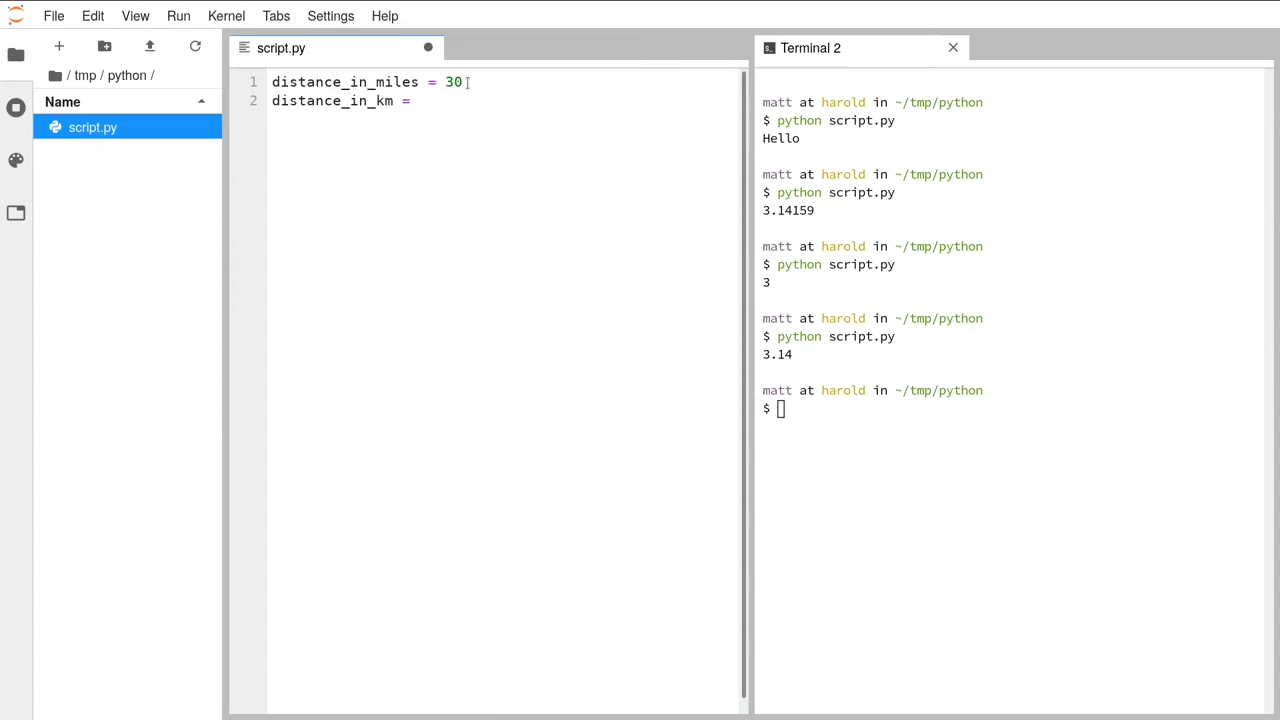 File Edit View Run Kernel Tabs Settings Help
/ tmp / python /
Name
script.py
script.py
1 distance_in_miles = 30
2 distance_in_km =
Terminal 2
matt at harold in ~/tmp/python
$ python script.py
Hello
matt at harold in ~/tmp/python
$ python script.py
3.14159
matt at harold in ~/tmp/python
$ python script.py
3
matt at harold in ~/tmp/python
$ python script.py
3.14
matt at harold in ~/tmp/python
$